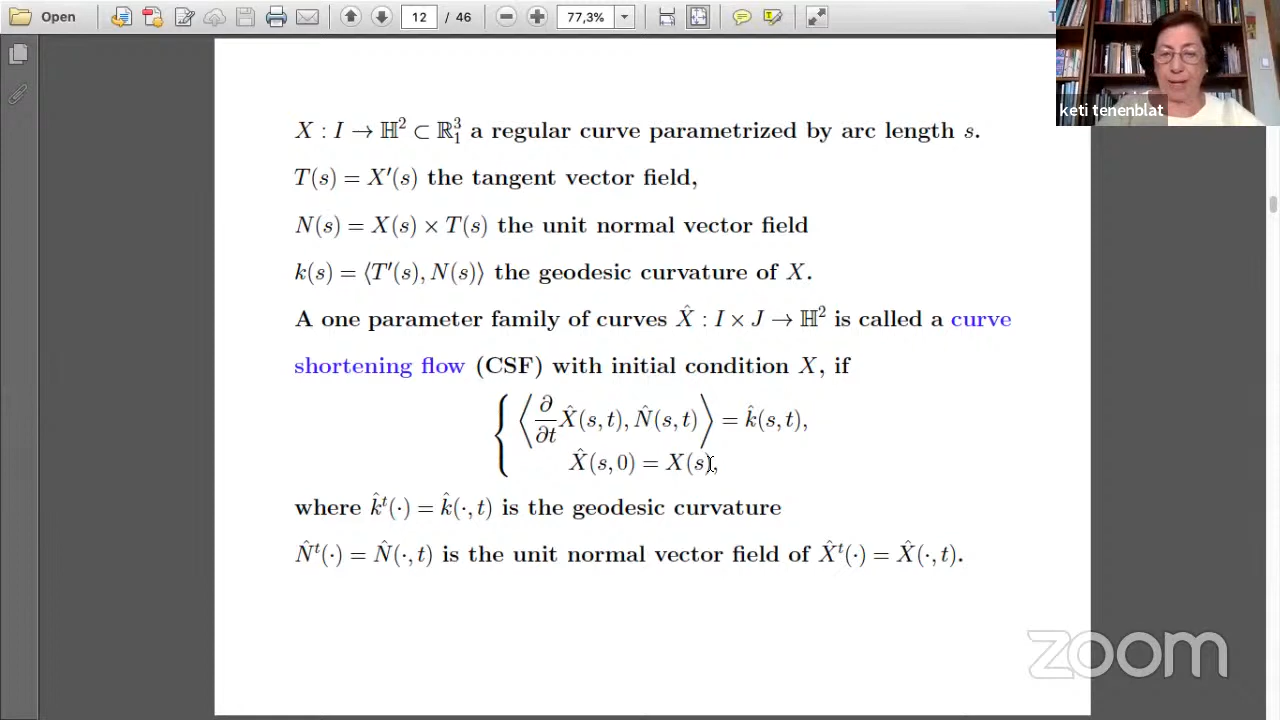 Open 12 / 46 77,3%
keti tenenblat
X : I → ℍ² ⊂ ℝ³₁ a regular curve parametrized by arc length s.
T(s) = X′(s) the tangent vector field,
N(s) = X(s) × T(s) the unit normal vector field
k(s) = ⟨T′(s), N(s)⟩ the geodesic curvature of X.
A one parameter family of curves X̂ : I × J → ℍ² is called a curve
shortening flow (CSF) with initial condition X, if
{ ⟨ ∂/∂t X̂(s, t), N̂(s, t) ⟩ = k̂(s, t),
X̂(s, 0) = X(s),
where k̂ᵗ(·) = k̂(·, t) is the geodesic curvature
N̂ᵗ(·) = N̂(·, t) is the unit normal vector field of X̂ᵗ(·) = X̂(·, t).
zoom